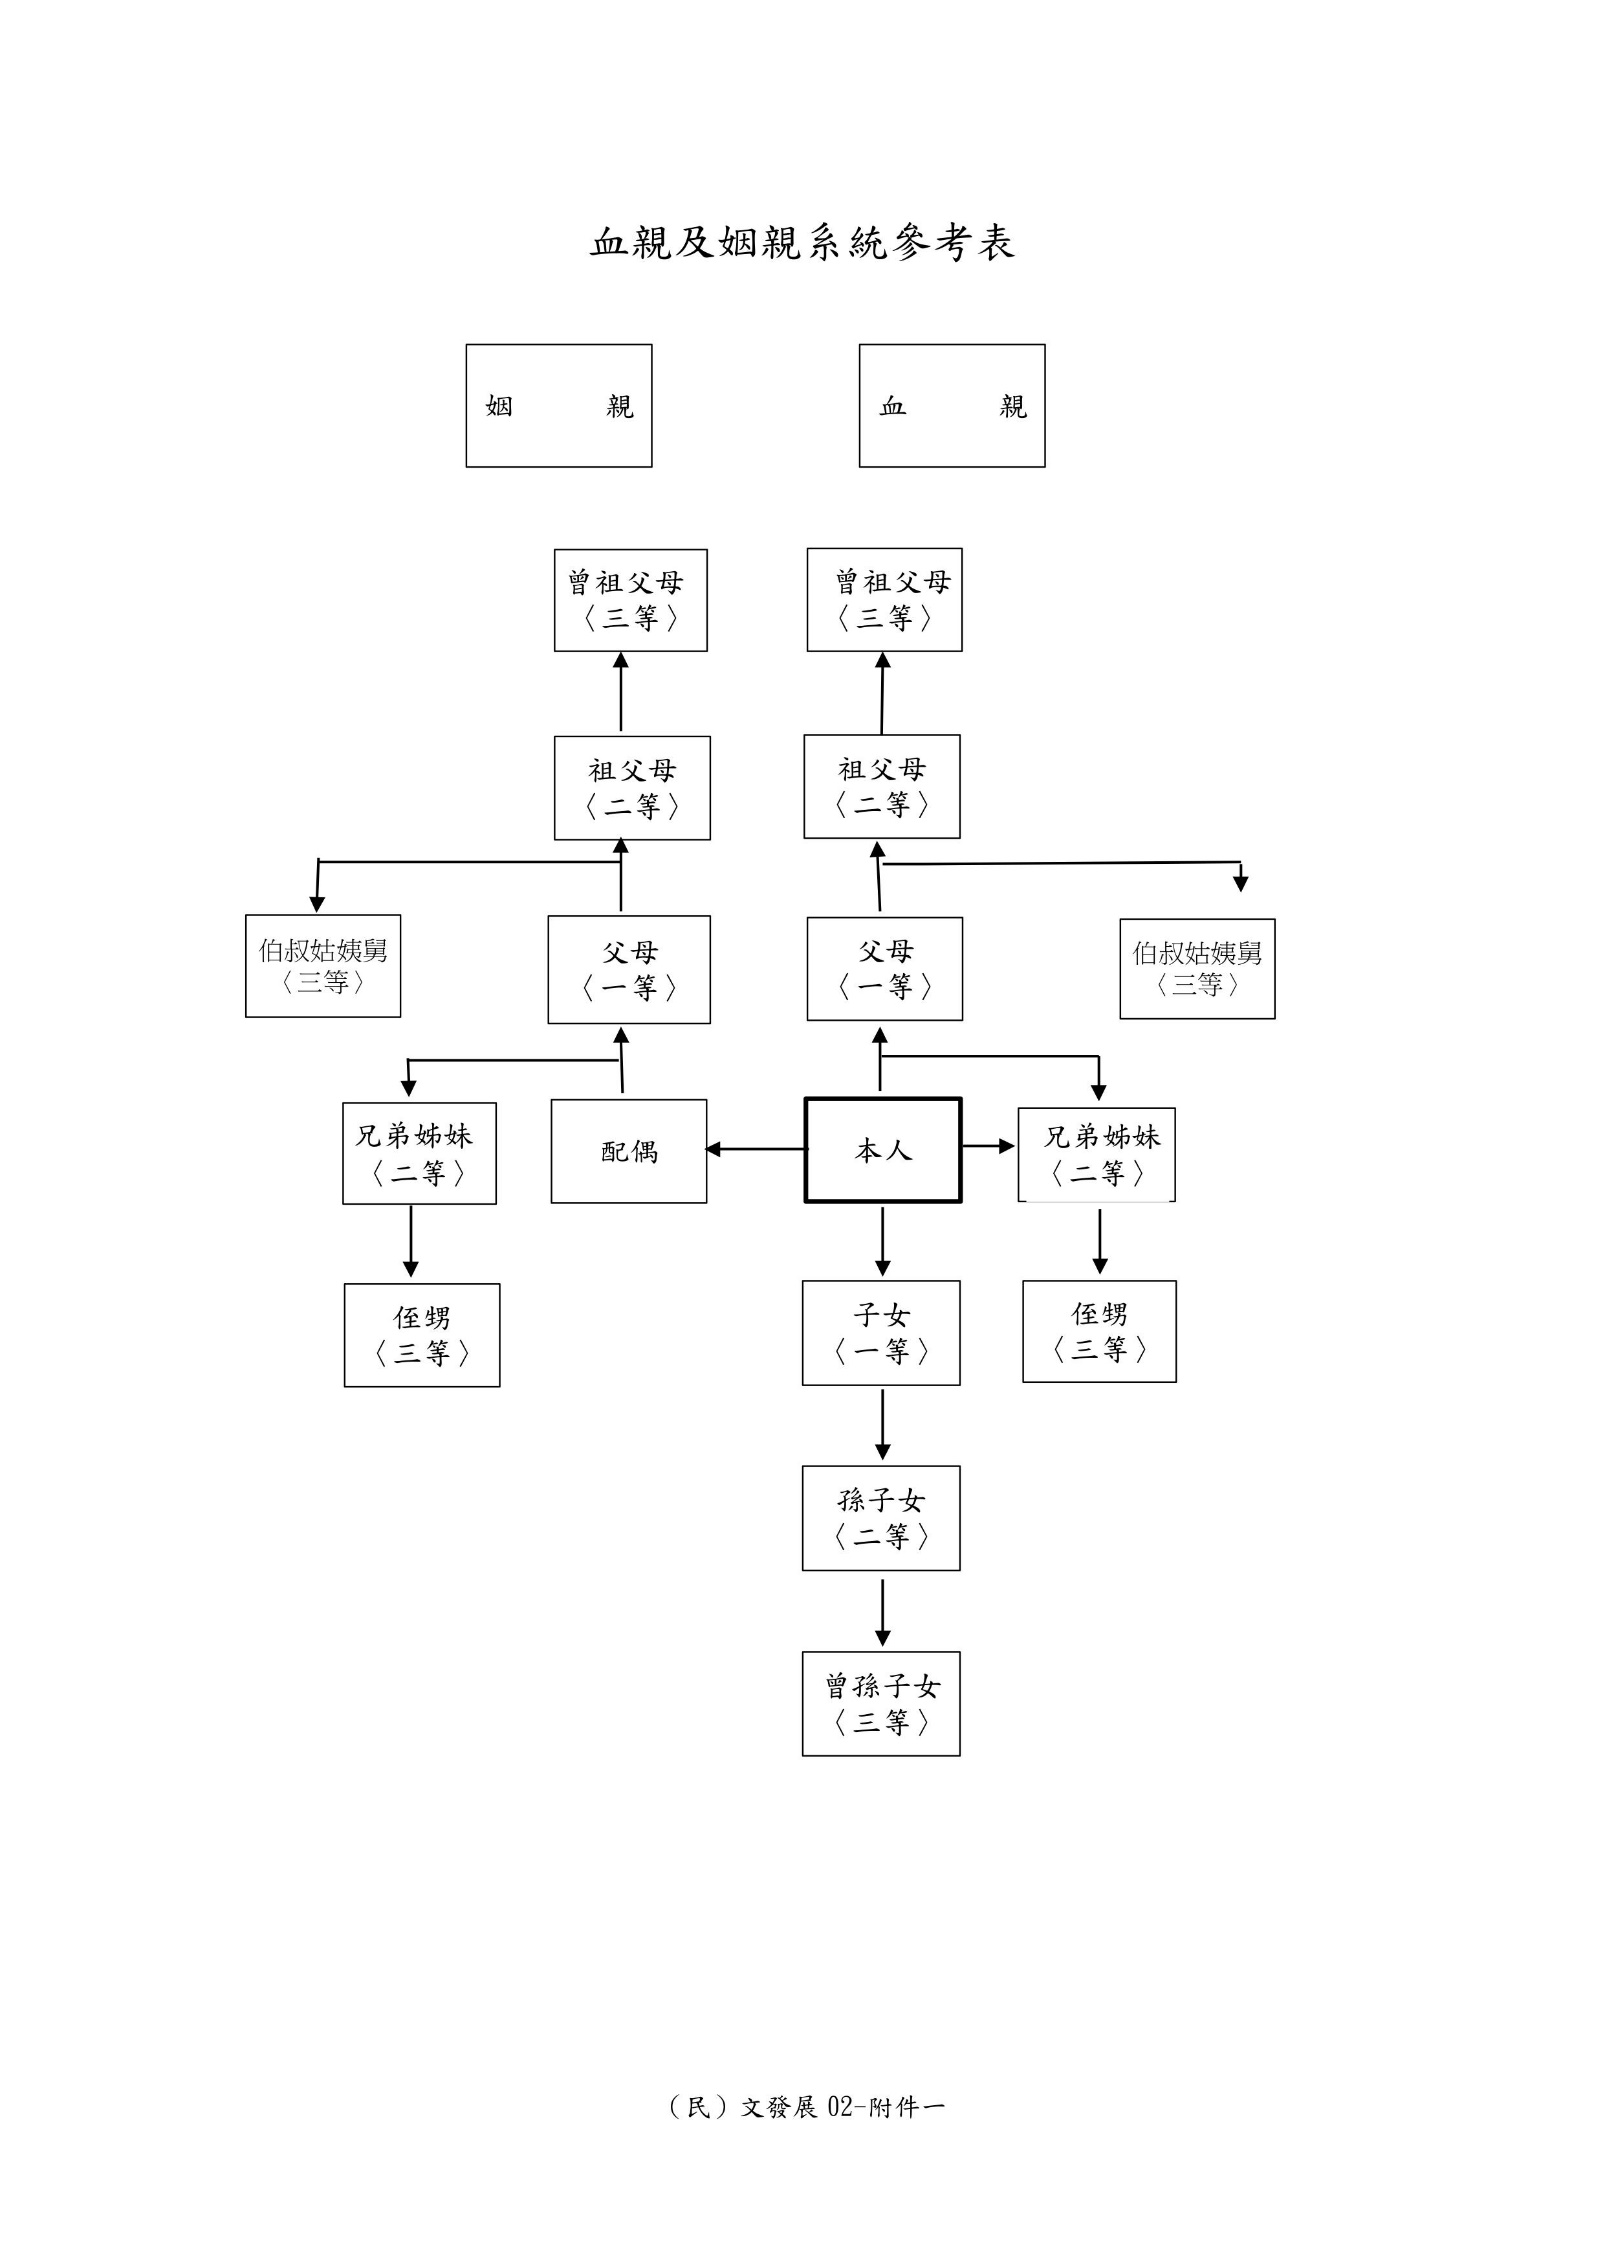 血親及姻親系統參考表
姻 親
血 親
曾祖父母
〈三等〉
曾祖父母
〈三等〉
祖父母
〈二等〉
祖父母
〈二等〉
伯叔姑姨舅
〈三等〉
父母
〈一等〉
父母
〈一等〉
伯叔姑姨舅
〈三等〉
兄弟姊妹
〈二等〉
配偶
本人
兄弟姊妹
〈二等〉
侄甥
〈三等〉
子女
〈一等〉
侄甥
〈三等〉
孫子女
〈二等〉
曾孫子女
〈三等〉
（民）文發展 02-附件一